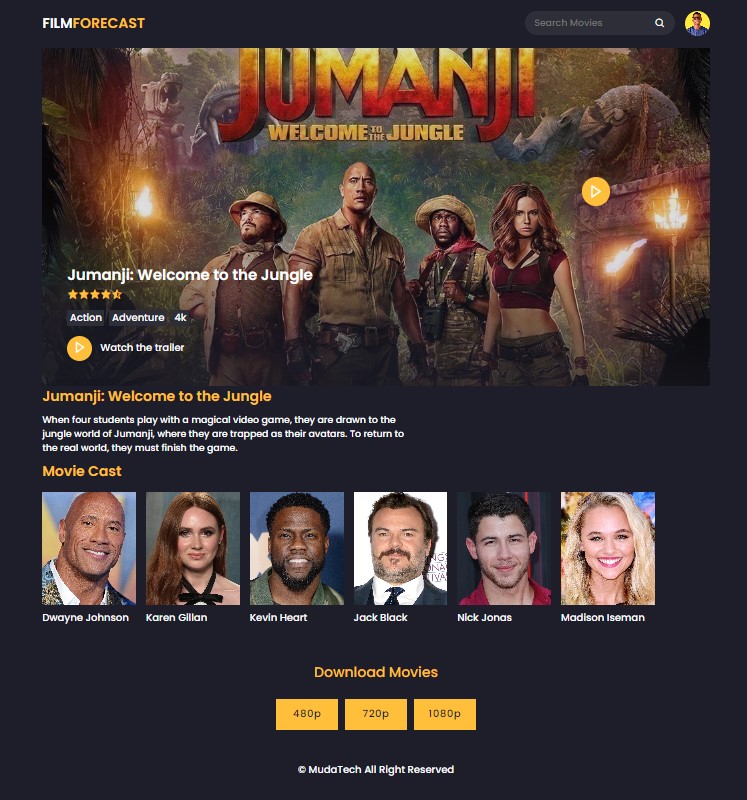 FILMFORECAST
Search Movies
JUMANJI
WELCOME TO THE JUNGLE
Jumanji: Welcome to the Jungle
Action Adventure 4k
Watch the trailer
Jumanji: Welcome to the Jungle
When four students play with a magical video game, they are drawn to the
jungle world of Jumanji, where they are trapped as their avatars. To return to
the real world, they must finish the game.
Movie Cast
Dwayne Johnson Karen Gillan Kevin Heart Jack Black Nick Jonas Madison Iseman
Download Movies
480p 720p 1080p
© MudaTech All Right Reserved